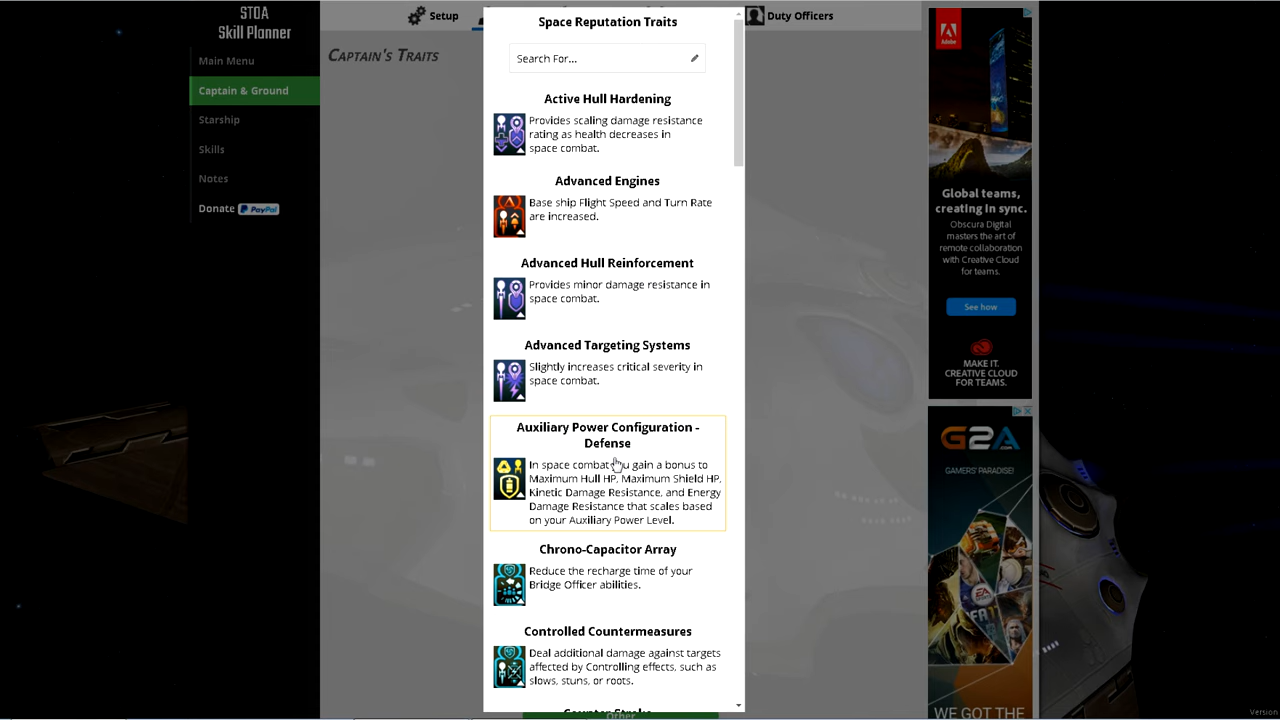 STOA
Skill Planner
Main Menu
Captain & Ground
Starship
Skills
Notes
Donate PayPal
Setup
Duty Officers
Captain's Traits
Space Reputation Traits
Search For...
Active Hull Hardening
Provides scaling damage resistance
rating as health decreases in
space combat.
Advanced Engines
Base ship Flight Speed and Turn Rate
are increased.
Advanced Hull Reinforcement
Provides minor damage resistance in
space combat.
Advanced Targeting Systems
Slightly increases critical severity in
space combat.
Auxiliary Power Configuration -
Defense
In space combat you gain a bonus to
Maximum Hull HP, Maximum Shield HP,
Kinetic Damage Resistance, and Energy
Damage Resistance that scales based
on your Auxiliary Power Level.
Chrono-Capacitor Array
Reduce the recharge time of your
Bridge Officer abilities.
Controlled Countermeasures
Deal additional damage against targets
affected by Controlling effects, such as
slows, stuns, or roots.
Other
Adobe
Global teams,
creating in sync.
Obscura Digital
masters the art of
remote collaboration
with Creative Cloud
for teams.
See how
MAKE IT.
CREATIVE CLOUD
FOR TEAMS.
G2A
GAMERS' PARADISE!
EA
WE GOT THE
Version